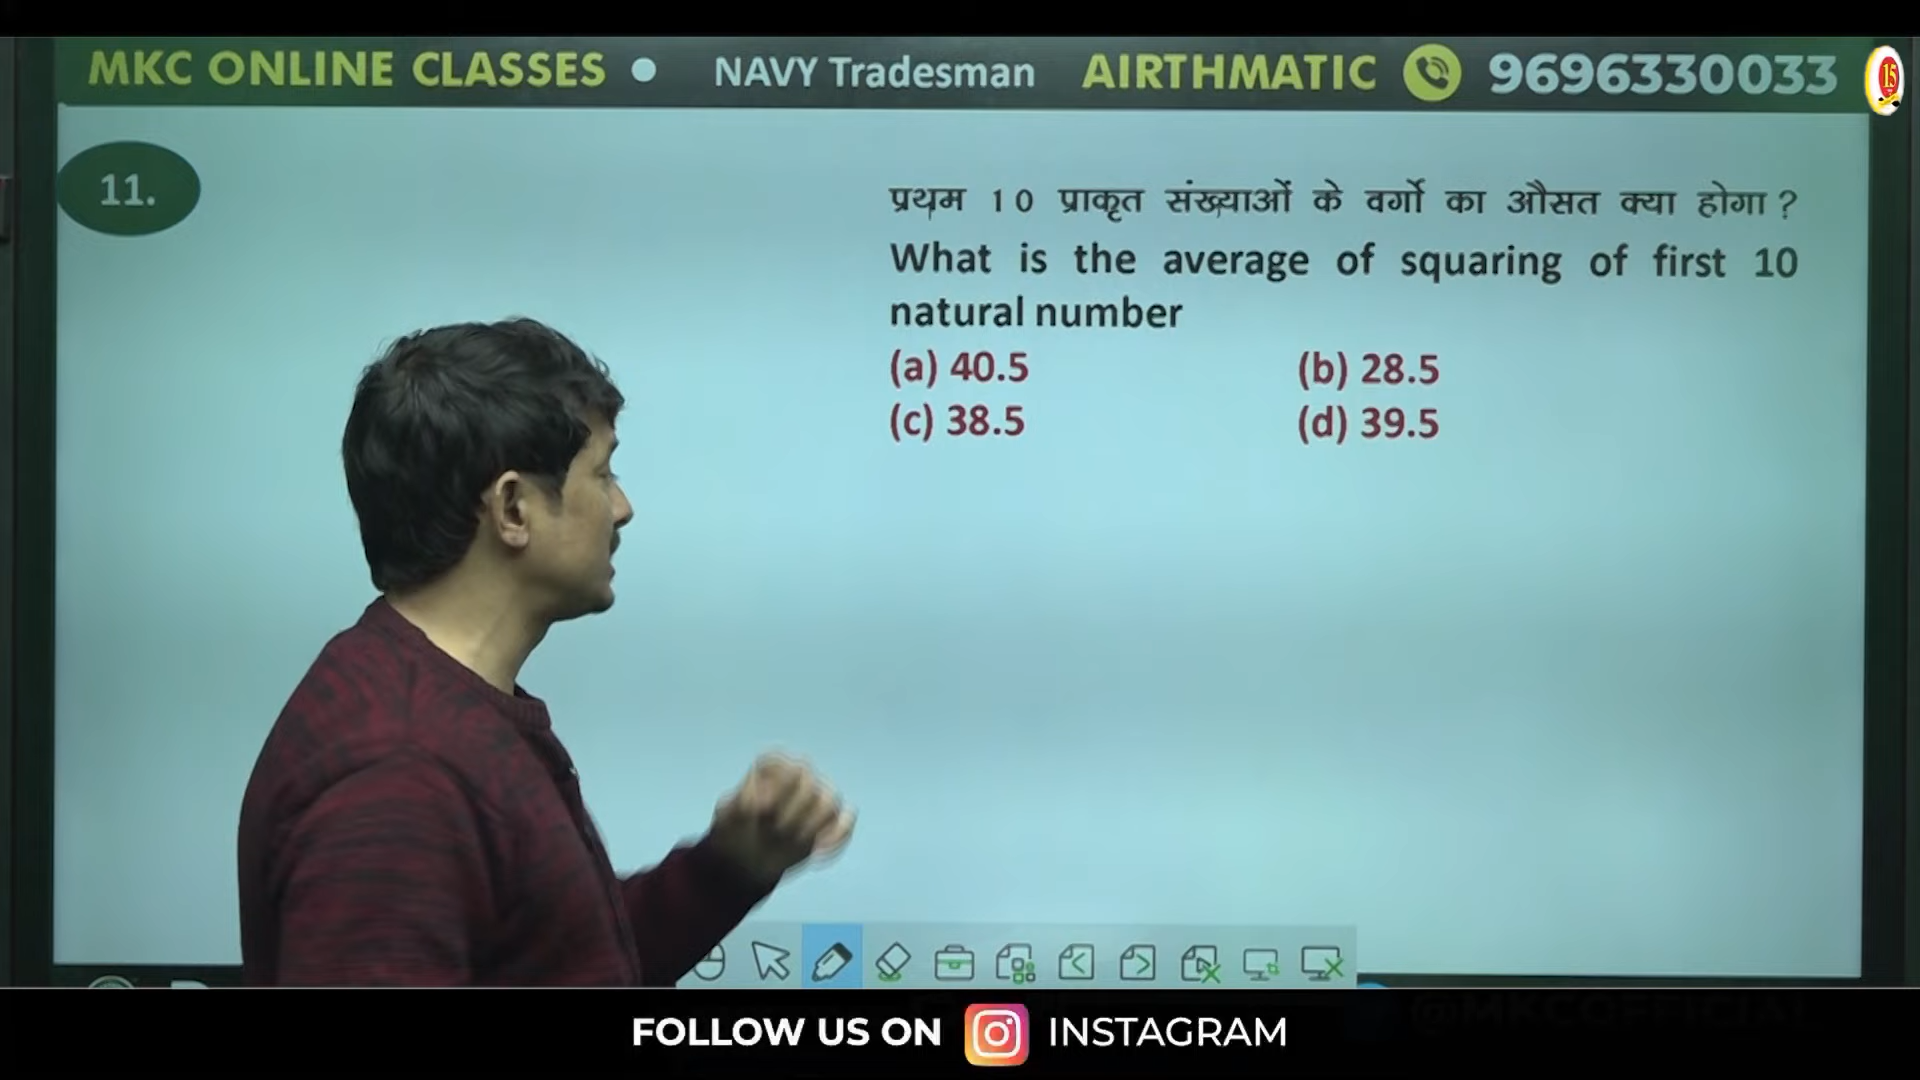 MKC ONLINE CLASSES • NAVY Tradesman AIRTHMATIC 9696330033
15
11.
प्रथम 10 प्राकृत संख्याओं के वर्गो का औसत क्या होगा ?
What is the average of squaring of first 10
natural number
(a) 40.5 (b) 28.5
(c) 38.5 (d) 39.5
FOLLOW US ON INSTAGRAM